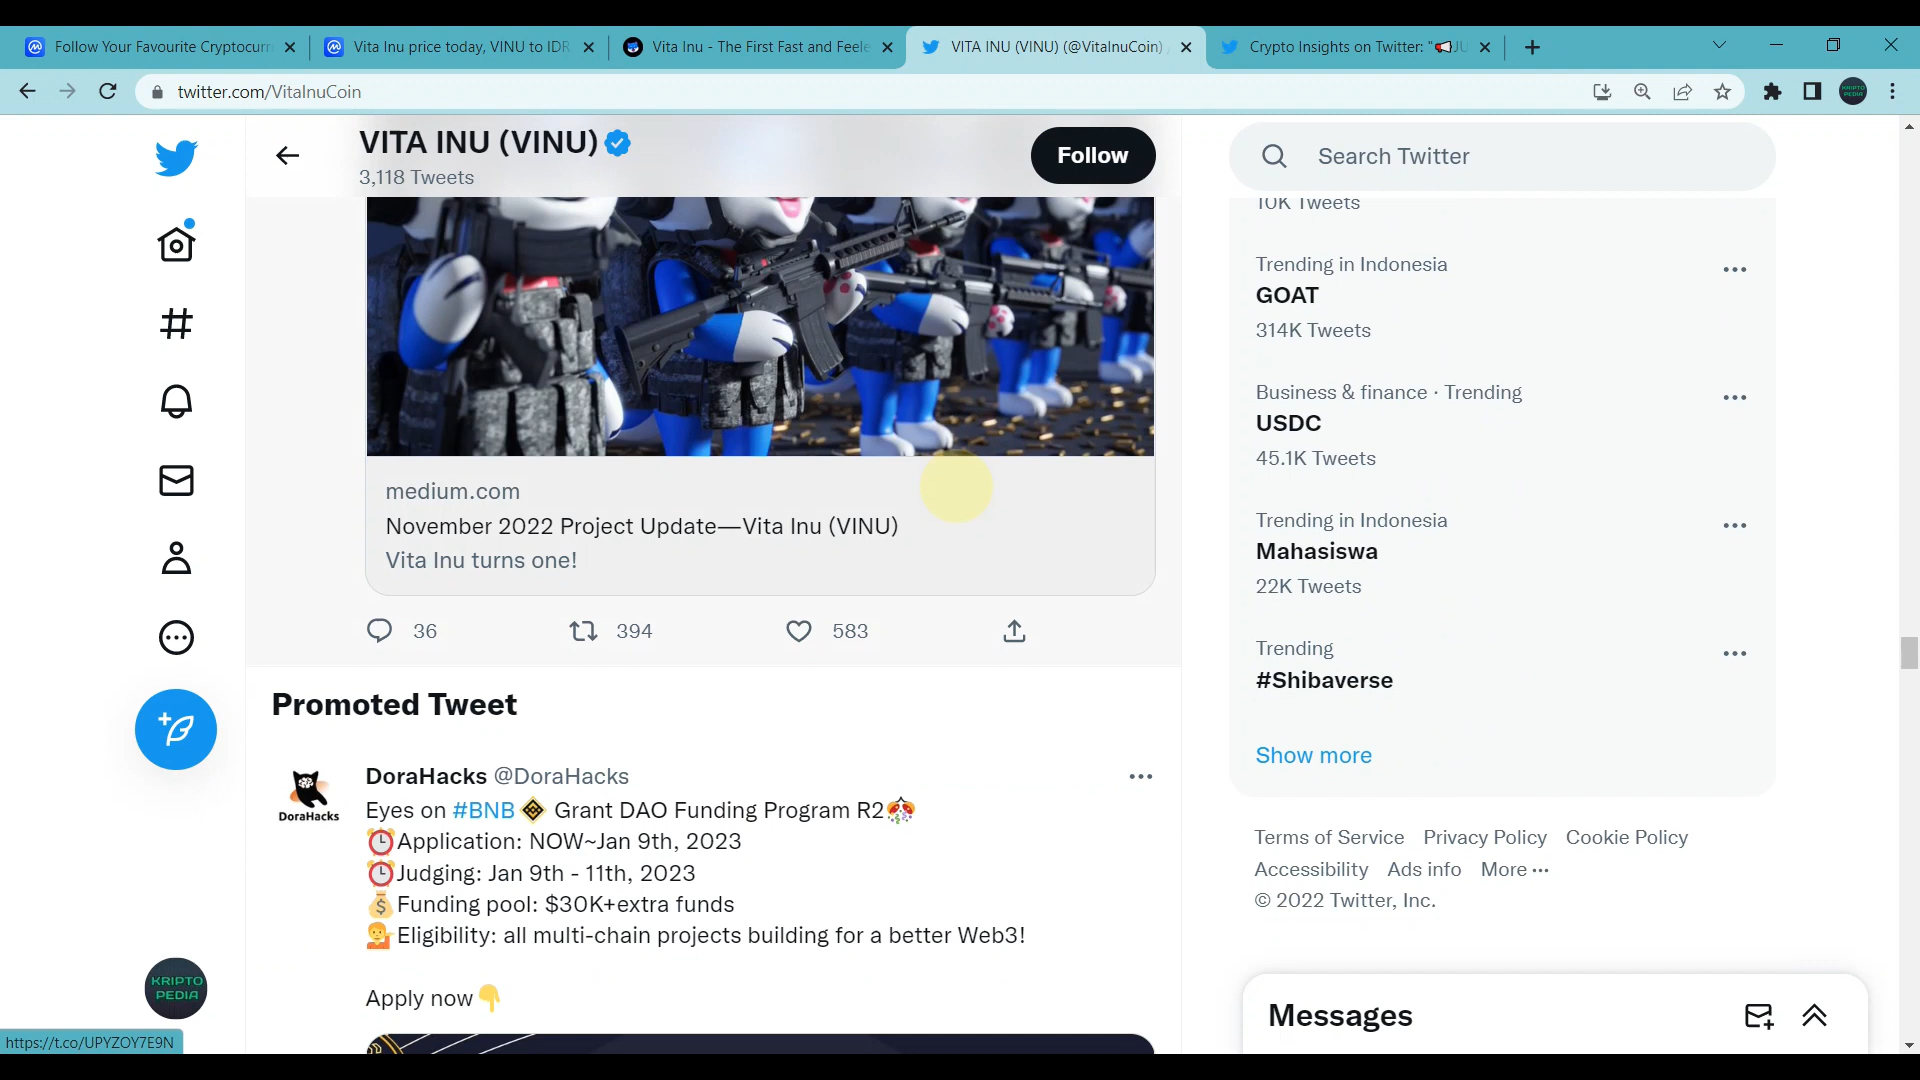 Follow Your Favourite Cryptocurr
Vita Inu price today, VINU to IDR
Vita Inu - The First Fast and Feele
VITA INU (VINU) (@VitaInuCoin) /
Crypto Insights on Twitter: "📢JU
twitter.com/VitaInuCoin
VITA INU (VINU)
3,118 Tweets
Follow
Search Twitter
10K Tweets
Trending in Indonesia
GOAT
314K Tweets
Business & finance · Trending
USDC
45.1K Tweets
Trending in Indonesia
Mahasiswa
22K Tweets
Trending
#Shibaverse
Show more
Terms of Service Privacy Policy Cookie Policy
Accessibility Ads info More ···
© 2022 Twitter, Inc.
medium.com
November 2022 Project Update—Vita Inu (VINU)
Vita Inu turns one!
36 394 583
Promoted Tweet
DoraHacks
DoraHacks @DoraHacks
Eyes on #BNB Grant DAO Funding Program R2🎊
⏰Application: NOW~Jan 9th, 2023
⏰Judging: Jan 9th - 11th, 2023
💰Funding pool: $30K+extra funds
💁Eligibility: all multi-chain projects building for a better Web3!
Apply now👇
KRIPTO
PEDIA
Messages
https://t.co/UPYZOY7E9N